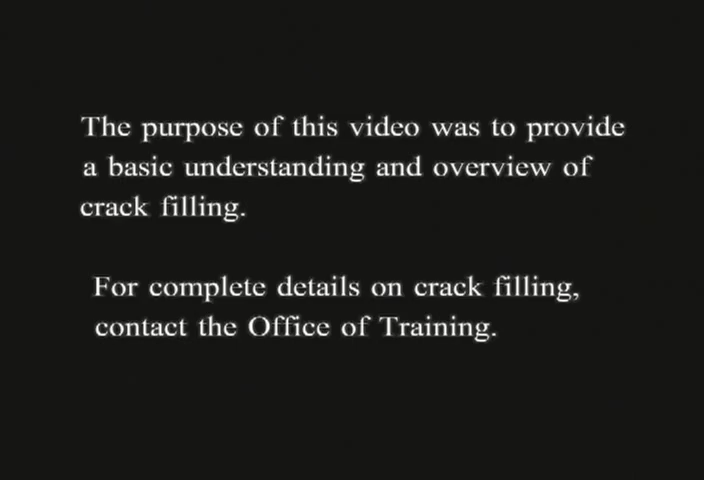 The purpose of this video was to provide
a basic understanding and overview of
crack filling.
For complete details on crack filling,
contact the Office of Training.